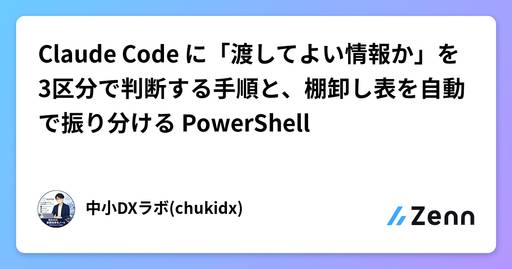 Claude Code に「渡してよい情報か」を
3区分で判断する手順と、棚卸し表を自動
で振り分ける PowerShell
中小DXラボ(chukidx)
Zenn